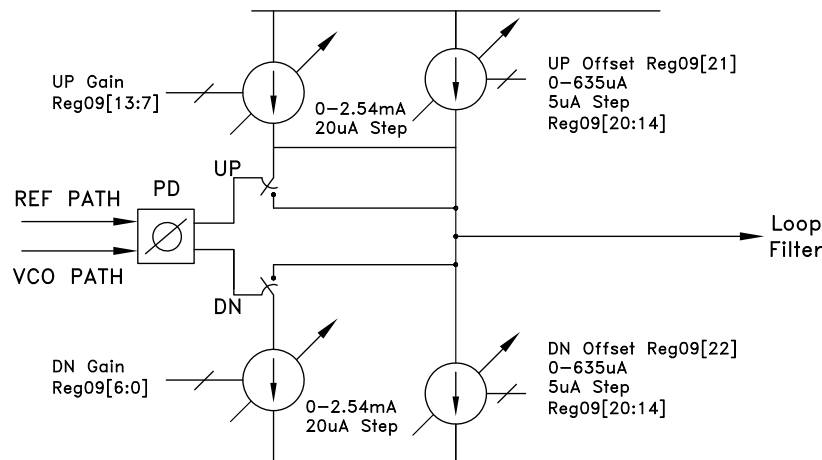 UP Gain
Reg09[13:7]
0-2.54mA
20uA Step
UP Offset Reg09[21]
0-635uA
5uA Step
Reg09[20:14]
UP
PD
REF PATH
VCO PATH
Loop
Filter
DN
DN Gain
Reg09[6:0]
0-2.54mA
20uA Step
DN Offset Reg09[22]
0-635uA
5uA Step
Reg09[20:14]